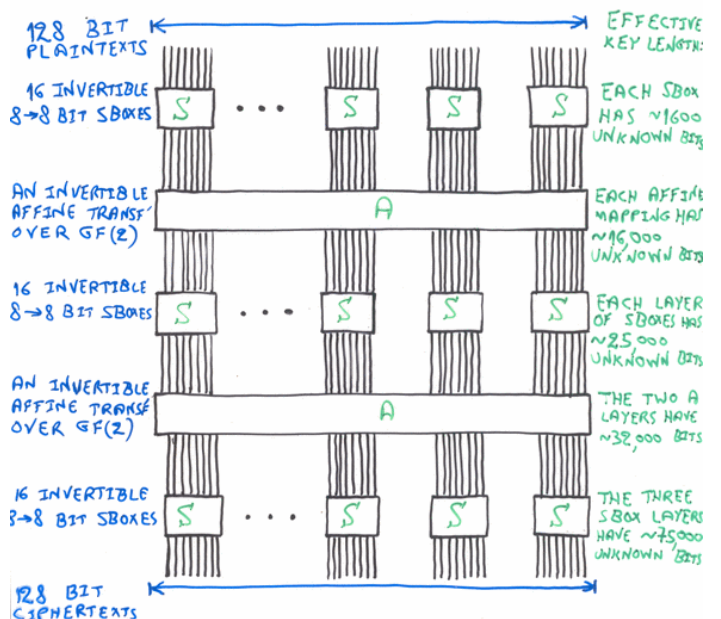 128 BIT
PLAINTEXTS
EFFECTIVE
KEY LENGTH:
16 INVERTIBLE
8→8 BIT SBOXES
S ... S S S
EACH SBOX
HAS ~1600
UNKNOWN BITS
AN INVERTIBLE
AFFINE TRANSF
OVER GF(2)
A
EACH AFFINE
MAPPING HAS
~16,000
UNKNOWN BITS
16 INVERTIBLE
8→8 BIT SBOXES
S ... S S S
EACH LAYER
OF SBOXES HAS
~25,000
UNKNOWN BITS
AN INVERTIBLE
AFFINE TRANSF
OVER GF(2)
A
THE TWO A
LAYERS HAVE
~32,000 BITS
16 INVERTIBLE
8→8 BIT SBOXES
S ... S S S
THE THREE
SBOX LAYERS
HAVE ~75,000
UNKNOWN BITS
128 BIT
CIPHERTEXTS